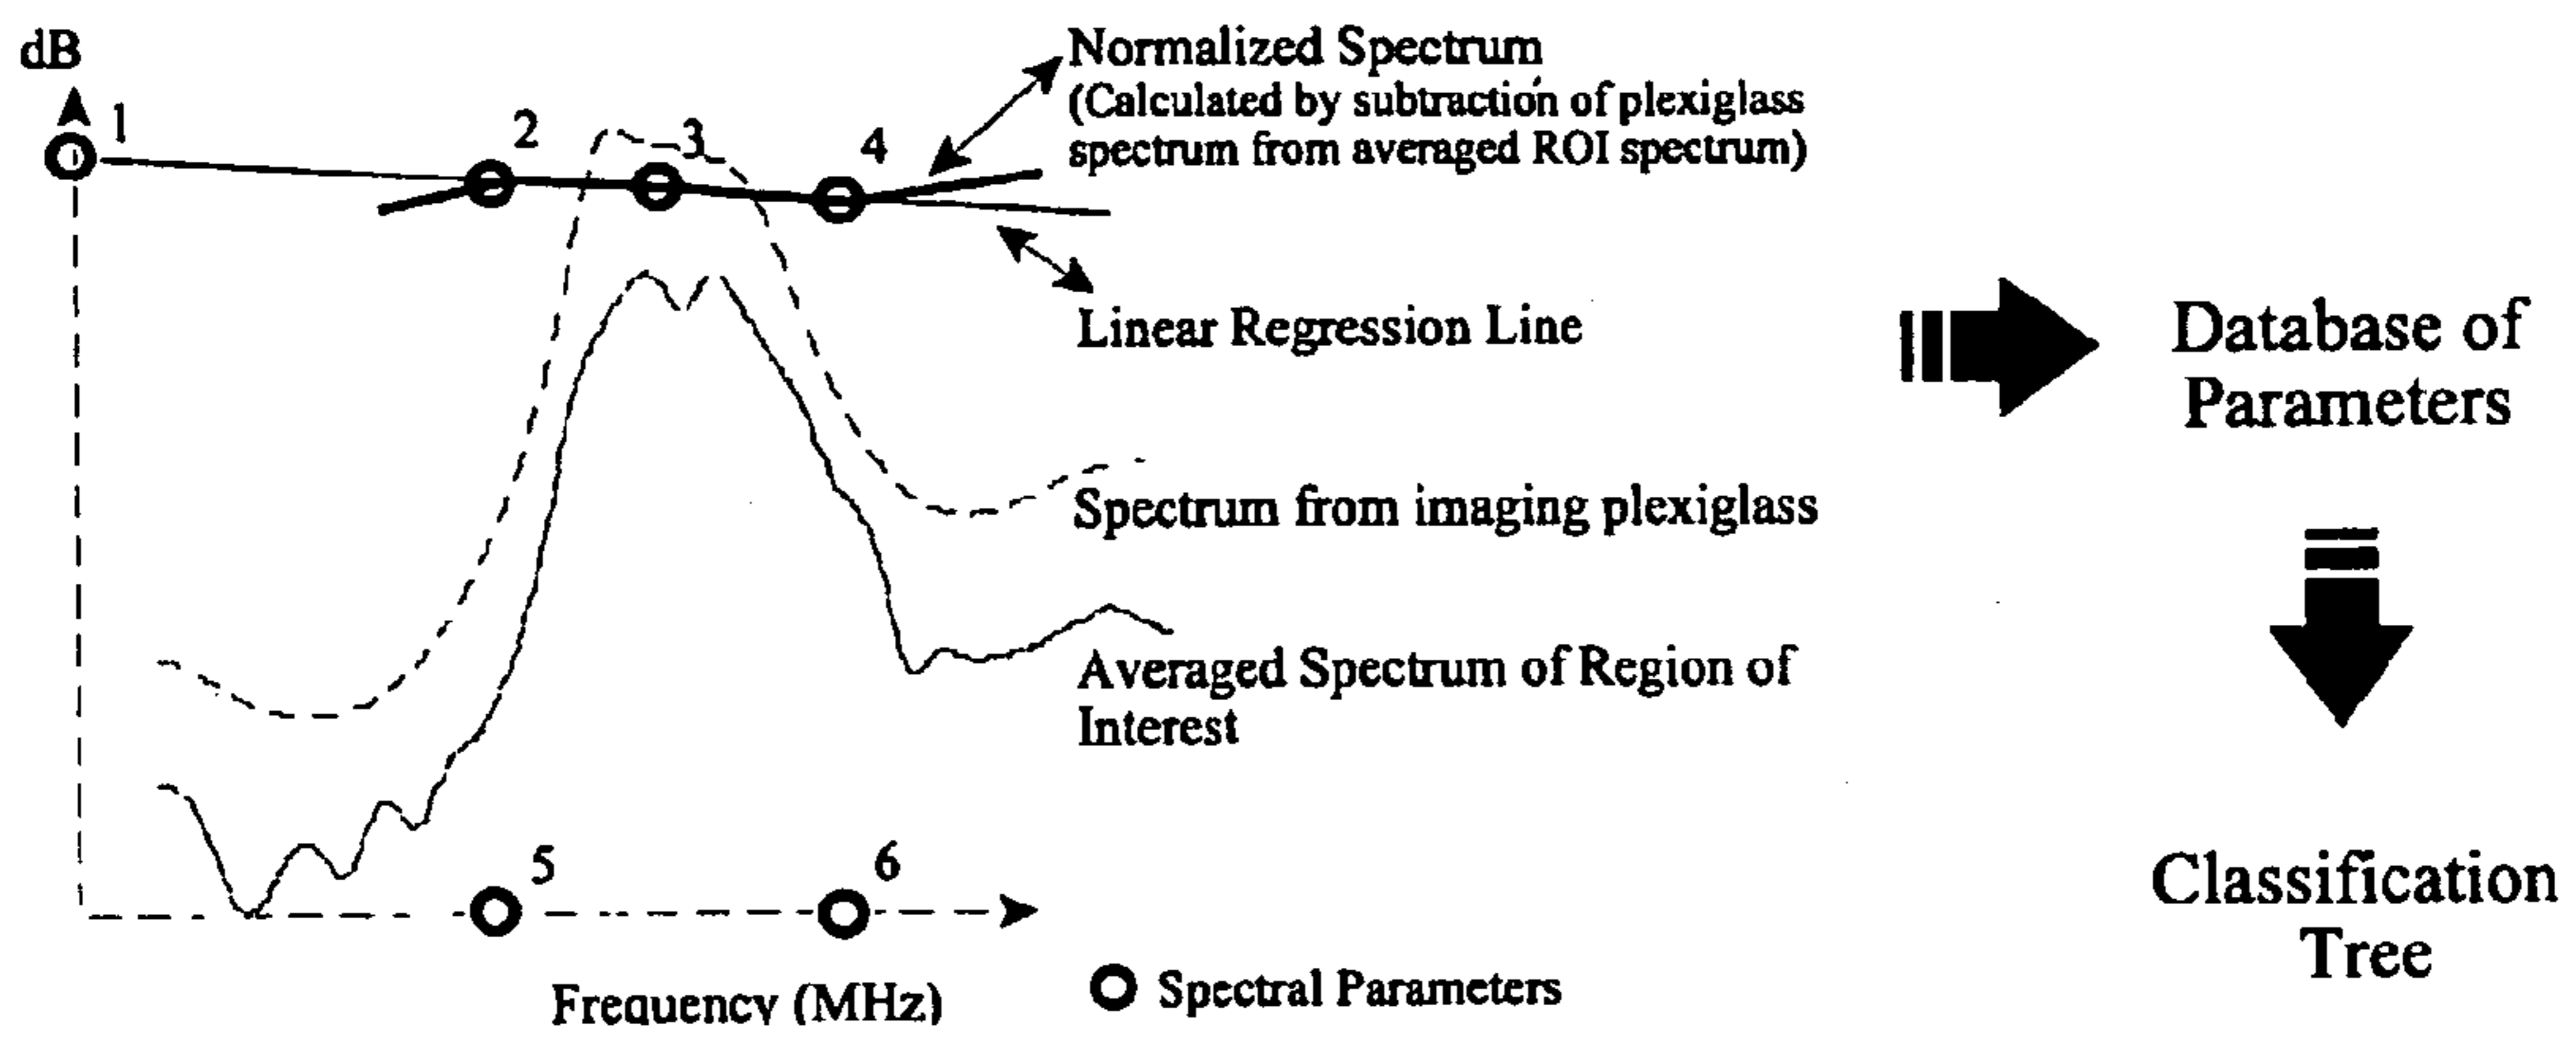 dB
1
2
3
4
Normalized Spectrum
(Calculated by subtraction of plexiglass
spectrum from averaged ROI spectrum)
Linear Regression Line
Spectrum from imaging plexiglass
Averaged Spectrum of Region of
Interest
5
6
Frequency (MHz)
Spectral Parameters
Database of
Parameters
Classification
Tree